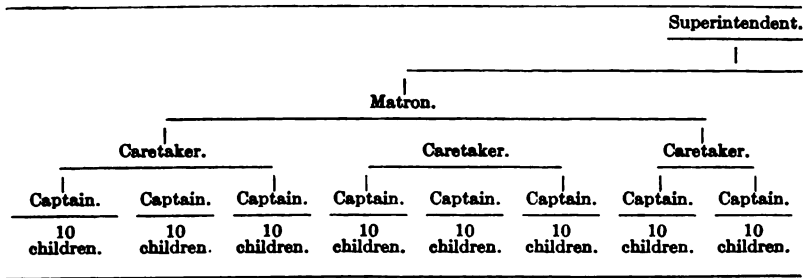 Superintendent.
Matron.
Caretaker. Caretaker. Caretaker.
Captain. Captain. Captain. Captain. Captain. Captain. Captain. Captain.
10 10 10 10 10 10 10 10
children. children. children. children. children. children. children. children.